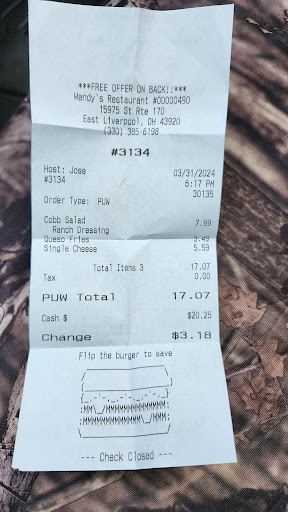 ***FREE OFFER ON BACK!!***
Wendy's Restaurant #00000490
15975 St Rte 170
East Liverpool, OH 43920
(330) 385-6198
#3134
Host: Jose 03/31/2024
#3134 6:17 PM
30135
Order Type: PUW
Cobb Salad 7.99
Ranch Dressing
Queso Fries 3.49
Single Cheese 5.59
Total Items 3 17.07
Tax 0.00
PUW Total 17.07
Cash $ $20.25
Change $3.18
Flip the burger to save
--- Check Closed ---